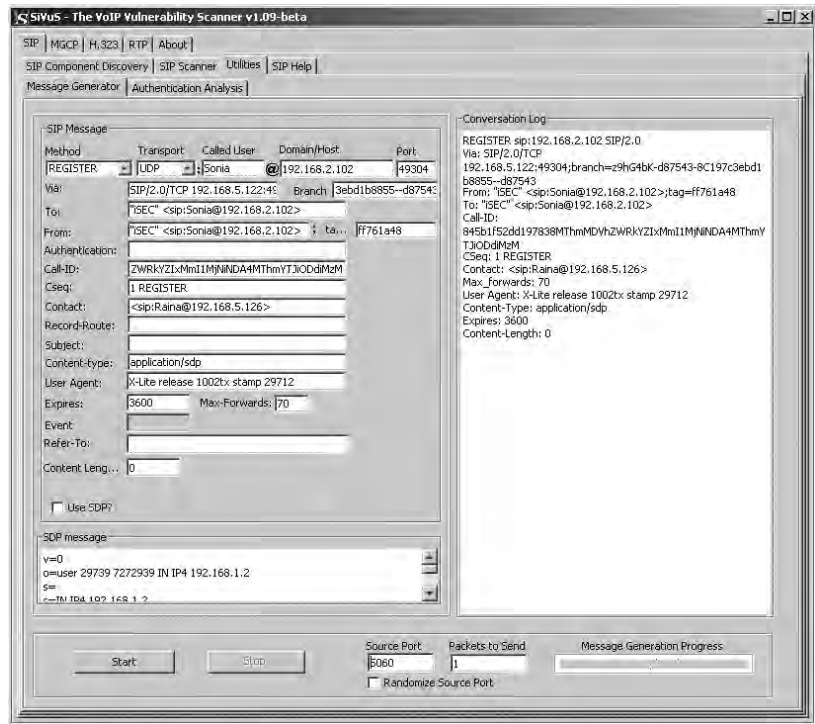 SiVuS - The VoIP Vulnerability Scanner v1.09-beta
SIP MGCP H.323 RTP About
SIP Component Discovery SIP Scanner Utilities SIP Help
Message Generator Authentication Analysis
SIP Message
Method Transport Called User Domain/Host Port
REGISTER UDP : Sonia @ 192.168.2.102 49304
Via: SIP/2.0/TCP 192.168.5.122:49 Branch 3ebd1b8855--d87543
To: "iSEC" <sip:Sonia@192.168.2.102>
From: "iSEC" <sip:Sonia@192.168.2.102> ; ta... ff761a48
Authentication:
Call-ID: ZWRkYZIxMmI1MjNiNDA4MThmYTJiODdiMzM
Cseq: 1 REGISTER
Contact: <sip:Raina@192.168.5.126>
Record-Route:
Subject:
Content-type: application/sdp
User Agent: X-Lite release 1002tx stamp 29712
Expires: 3600 Max-Forwards: 70
Event
Refer-To:
Content Leng... 0
Use SDP?
SDP message
v=0
o=user 29739 7272939 IN IP4 192.168.1.2
s=
c=IN IP4 192.168.1.2
Conversation Log
REGISTER sip:192.168.2.102 SIP/2.0
Via: SIP/2.0/TCP
192.168.5.122:49304;branch=z9hG4bK-d87543-8C197c3ebd1
b8855--d87543
From: "iSEC" <sip:Sonia@192.168.2.102>;tag=ff761a48
To: "iSEC" <sip:Sonia@192.168.2.102>
Call-ID:
845b1f52dd197838MThmMDVhZWRkYZIxMmI1MjNiNDA4MThmY
TJiODdiMzM
CSeq: 1 REGISTER
Contact: <sip:Raina@192.168.5.126>
Max_forwards: 70
User Agent: X-Lite release 1002tx stamp 29712
Content-Type: application/sdp
Expires: 3600
Content-Length: 0
Start Stop
Source Port Packets to Send Message Generation Progress
5060 1
Randomize Source Port